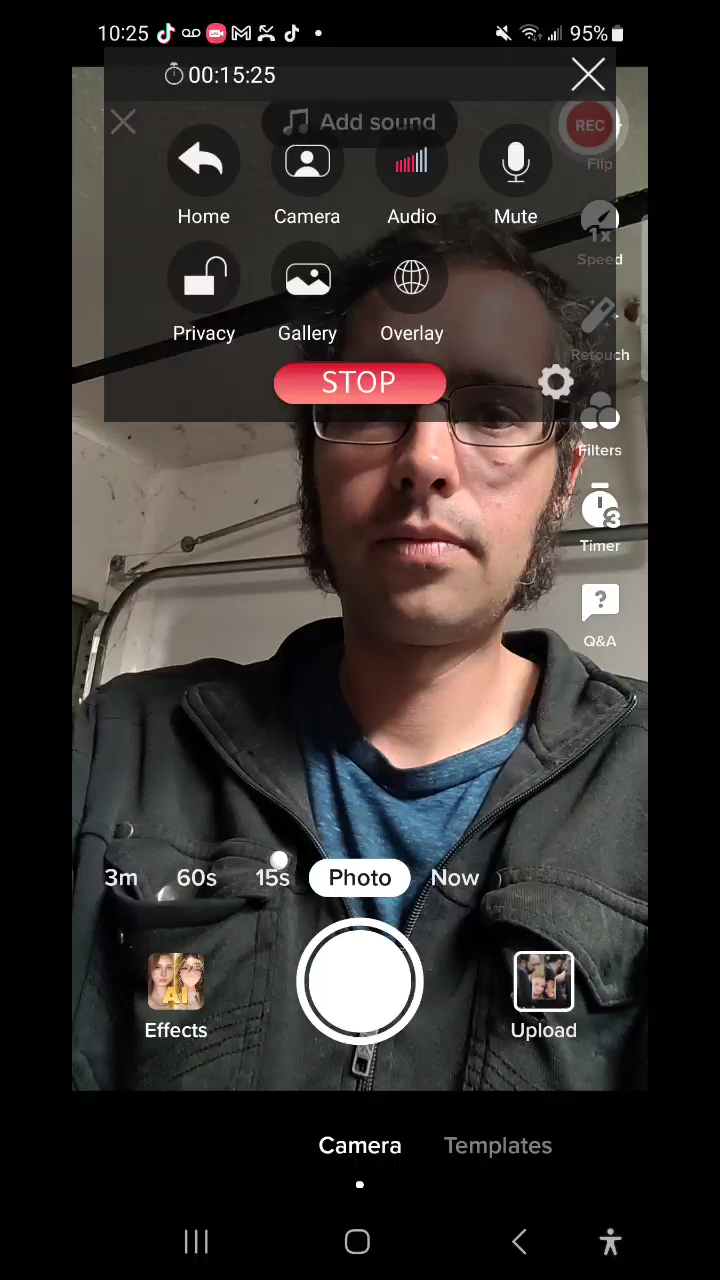 10:25 95%
00:15:25
Add sound
REC
Flip
Home Camera Audio Mute
1x
Speed
Privacy Gallery Overlay
Retouch
STOP
Filters
3
Timer
?
Q&A
3m 60s 15s Photo Now
AI
Effects Upload
Camera Templates